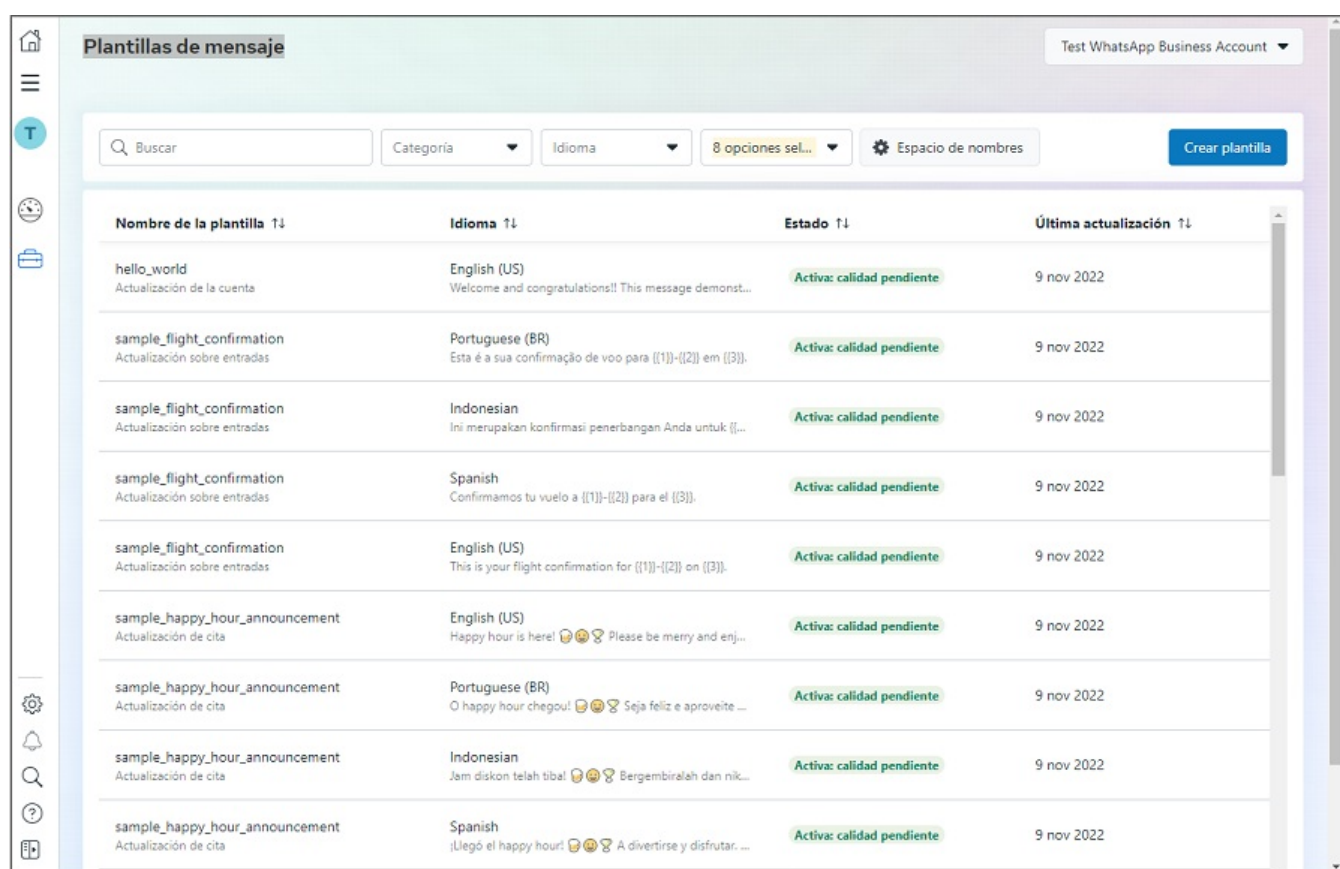 Plantillas de mensaje
Test WhatsApp Business Account
T
Buscar
Categoría
Idioma
8 opciones sel...
Espacio de nombres
Crear plantilla
Nombre de la plantilla ↑↓ Idioma ↑↓ Estado ↑↓ Última actualización ↑↓
hello_world English (US)
Actualización de la cuenta Welcome and congratulations!! This message demonst...
Activa: calidad pendiente 9 nov 2022
sample_flight_confirmation Portuguese (BR)
Actualización sobre entradas Esta é a sua confirmação de voo para {{1}}-{{2}} em {{3}}.
Activa: calidad pendiente 9 nov 2022
sample_flight_confirmation Indonesian
Actualización sobre entradas Ini merupakan konfirmasi penerbangan Anda untuk {{...
Activa: calidad pendiente 9 nov 2022
sample_flight_confirmation Spanish
Actualización sobre entradas Confirmamos tu vuelo a {{1}}-{{2}} para el {{3}}.
Activa: calidad pendiente 9 nov 2022
sample_flight_confirmation English (US)
Actualización sobre entradas This is your flight confirmation for {{1}}-{{2}} on {{3}}.
Activa: calidad pendiente 9 nov 2022
sample_happy_hour_announcement English (US)
Actualización de cita Happy hour is here! 🍺😀🏆 Please be merry and enj...
Activa: calidad pendiente 9 nov 2022
sample_happy_hour_announcement Portuguese (BR)
Actualización de cita O happy hour chegou! 🍺😀🏆 Seja feliz e aproveite ...
Activa: calidad pendiente 9 nov 2022
sample_happy_hour_announcement Indonesian
Actualización de cita Jam diskon telah tiba! 🍺😀🏆 Bergembiralah dan nik...
Activa: calidad pendiente 9 nov 2022
sample_happy_hour_announcement Spanish
Actualización de cita ¡Llegó el happy hour! 🍺😀🏆 A divertirse y disfrutar. ...
Activa: calidad pendiente 9 nov 2022